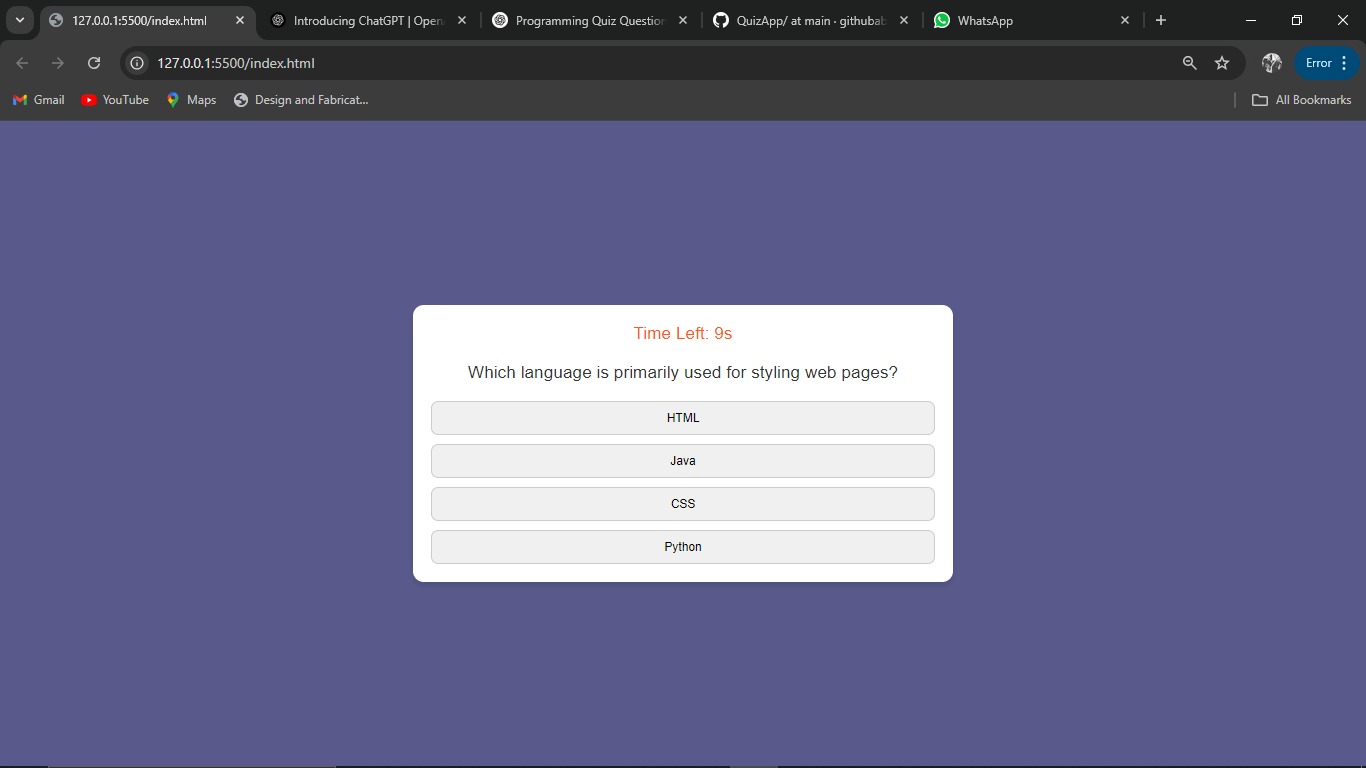 127.0.0.1:5500/index.html
Introducing ChatGPT | Open
Programming Quiz Question
QuizApp/ at main · githubab
WhatsApp
127.0.0.1:5500/index.html
Error
Gmail
YouTube
Maps
Design and Fabricat...
All Bookmarks
Time Left: 9s
Which language is primarily used for styling web pages?
HTML
Java
CSS
Python